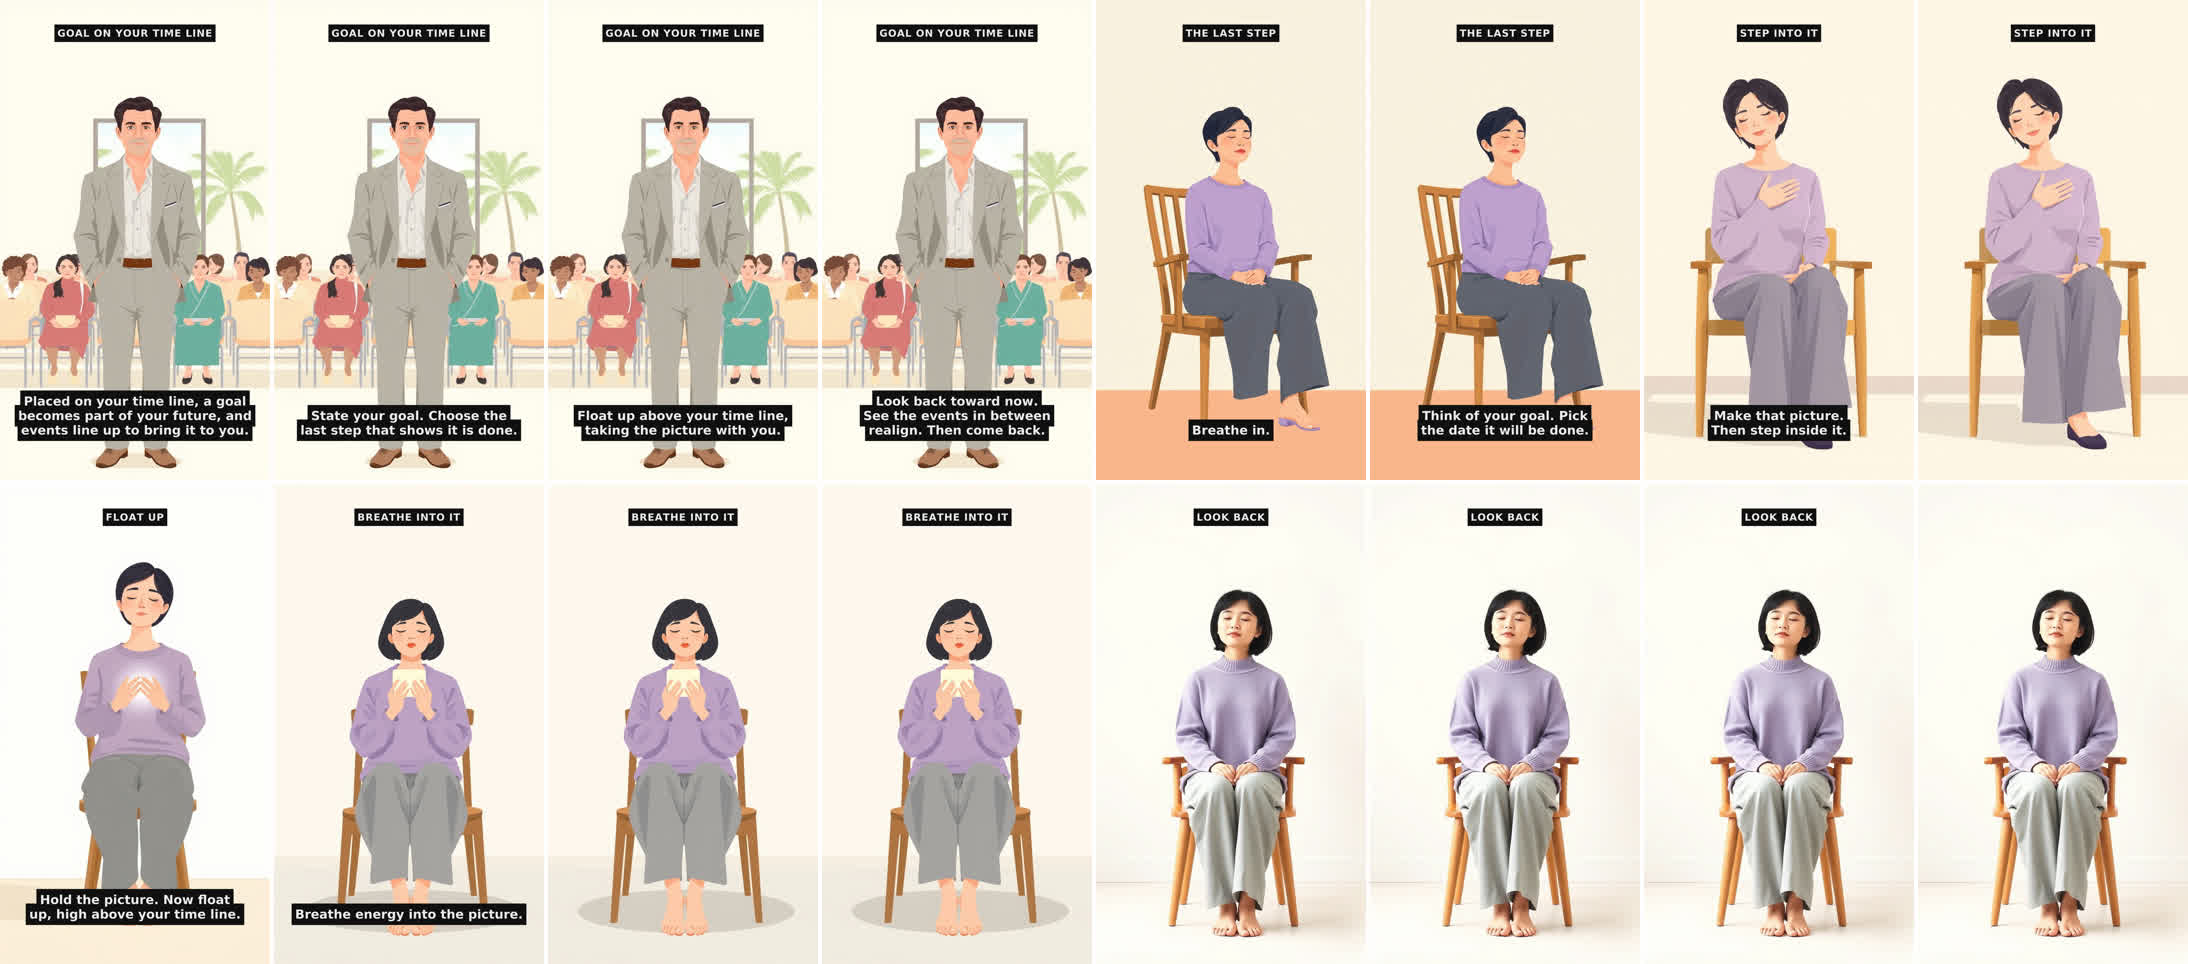 GOAL ON YOUR TIME LINE
Placed on your time line, a goal
becomes part of your future, and
events line up to bring it to you.
GOAL ON YOUR TIME LINE
State your goal. Choose the
last step that shows it is done.
GOAL ON YOUR TIME LINE
Float up above your time line,
taking the picture with you.
GOAL ON YOUR TIME LINE
Look back toward now.
See the events in between
realign. Then come back.
THE LAST STEP
Breathe in.
THE LAST STEP
Think of your goal. Pick
the date it will be done.
STEP INTO IT
Make that picture.
Then step inside it.
STEP INTO IT
FLOAT UP
Hold the picture. Now float
up, high above your time line.
BREATHE INTO IT
Breathe energy into the picture.
BREATHE INTO IT
BREATHE INTO IT
LOOK BACK
LOOK BACK
LOOK BACK